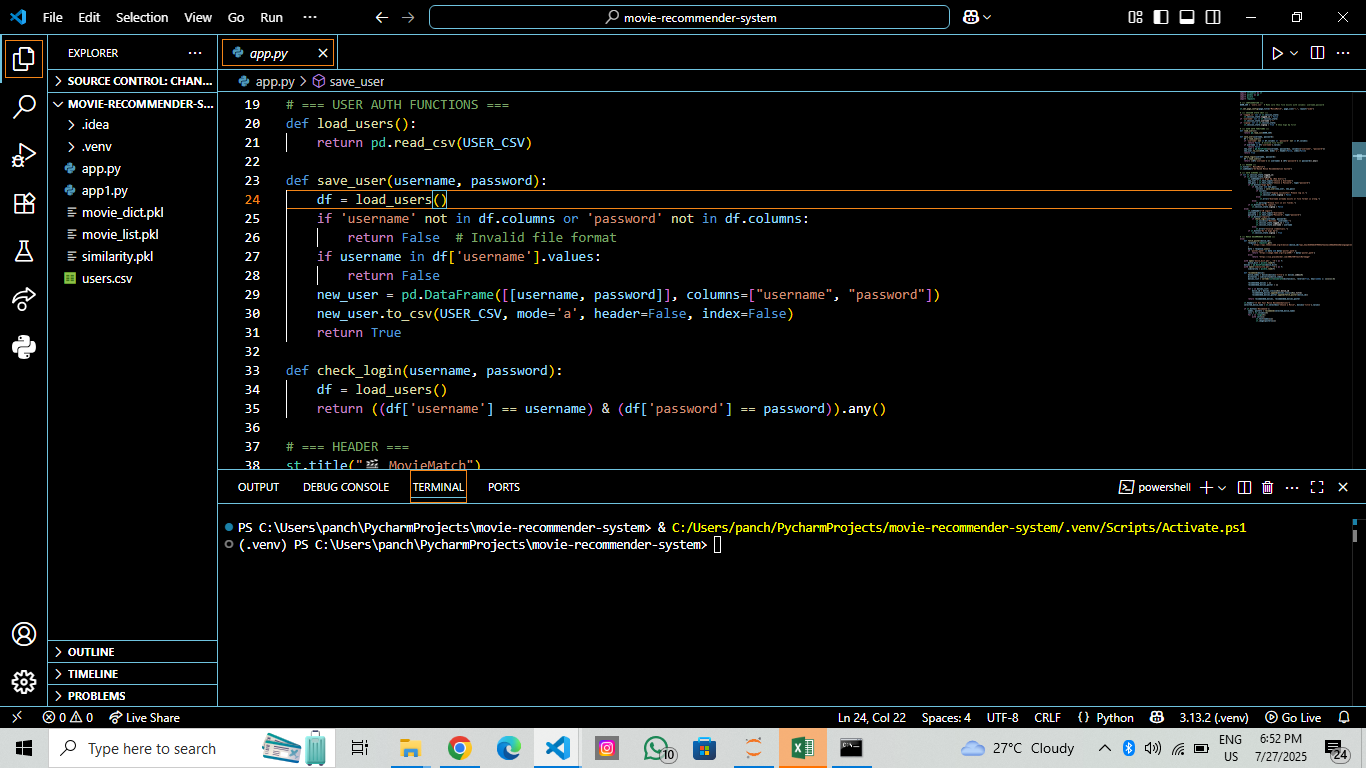 File Edit Selection View Go Run ···
movie-recommender-system
EXPLORER ···
app.py
SOURCE CONTROL: CHAN...
app.py > save_user
MOVIE-RECOMMENDER-S...
.idea
.venv
app.py
app1.py
movie_dict.pkl
movie_list.pkl
similarity.pkl
users.csv
19 # === USER AUTH FUNCTIONS ===
20 def load_users():
21     return pd.read_csv(USER_CSV)
22
23 def save_user(username, password):
24     df = load_users()
25     if 'username' not in df.columns or 'password' not in df.columns:
26         return False  # Invalid file format
27     if username in df['username'].values:
28         return False
29     new_user = pd.DataFrame([[username, password]], columns=["username", "password"])
30     new_user.to_csv(USER_CSV, mode='a', header=False, index=False)
31     return True
32
33 def check_login(username, password):
34     df = load_users()
35     return ((df['username'] == username) & (df['password'] == password)).any()
36
37 # === HEADER ===
38 st.title("🎬 MovieMatch")
OUTPUT DEBUG CONSOLE TERMINAL PORTS
powershell
PS C:\Users\panch\PycharmProjects\movie-recommender-system> & C:/Users/panch/PycharmProjects/movie-recommender-system/.venv/Scripts/Activate.ps1
(.venv) PS C:\Users\panch\PycharmProjects\movie-recommender-system>
OUTLINE
TIMELINE
PROBLEMS
0 0 Live Share
Ln 24, Col 22 Spaces: 4 UTF-8 CRLF {} Python 3.13.2 (.venv) Go Live
Type here to search
10
27°C Cloudy
ENG
US
6:52 PM
7/27/2025
24